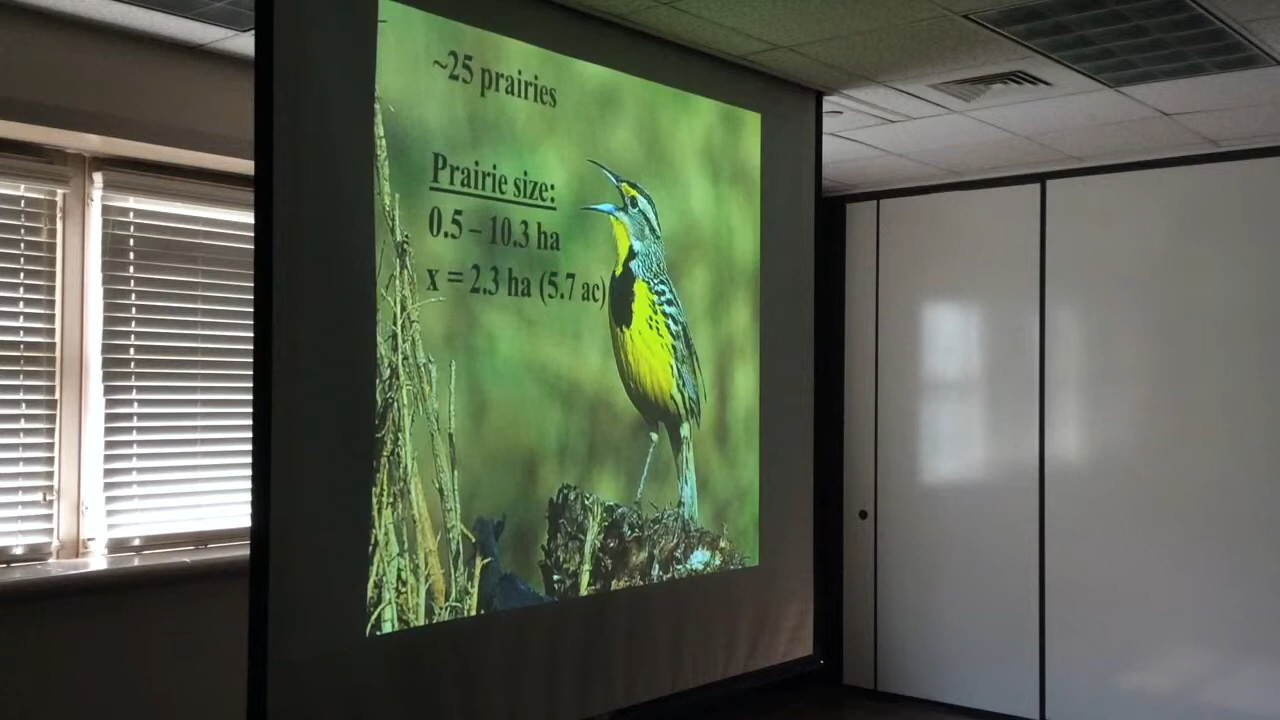 ~25 prairies
Prairie size:
0.5 – 10.3 ha
x = 2.3 ha (5.7 ac)